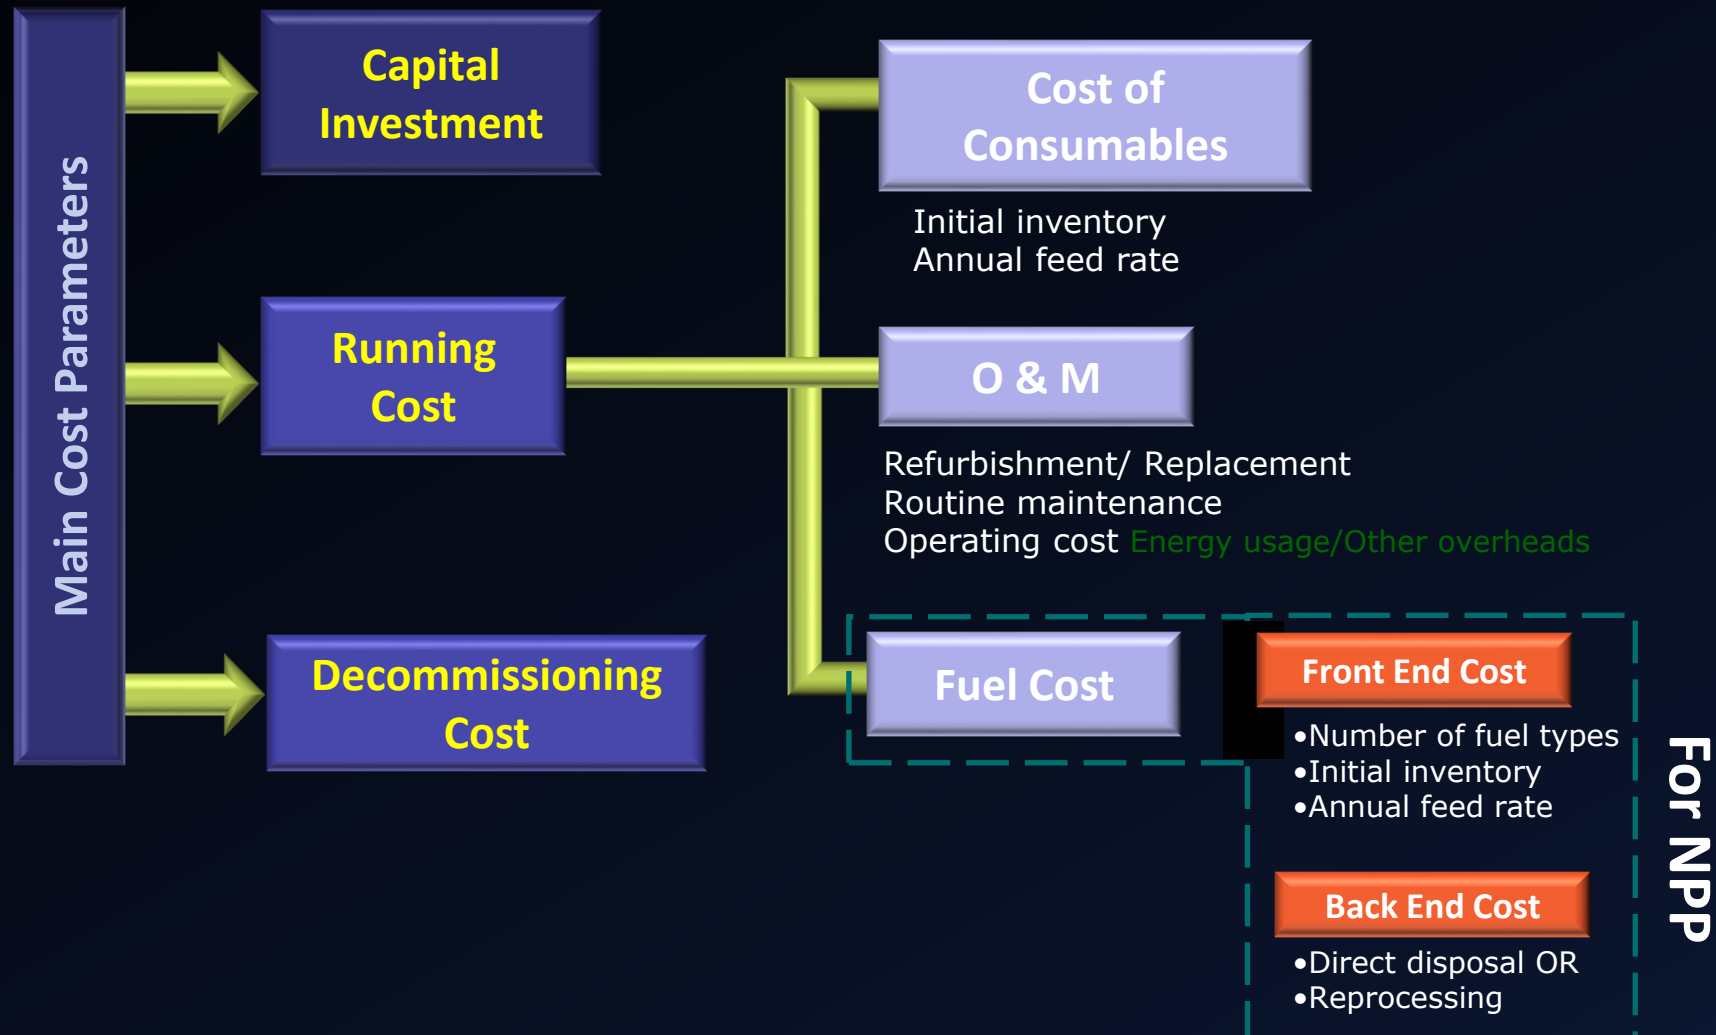 Main Cost Parameters
Capital
Investment
Running
Cost
Decommissioning
Cost
Cost of
Consumables
Initial inventory
Annual feed rate
O & M
Refurbishment/ Replacement
Routine maintenance
Operating cost Energy usage/Other overheads
Fuel Cost
Front End Cost
•Number of fuel types
•Initial inventory
•Annual feed rate
Back End Cost
•Direct disposal OR
•Reprocessing
For NPP